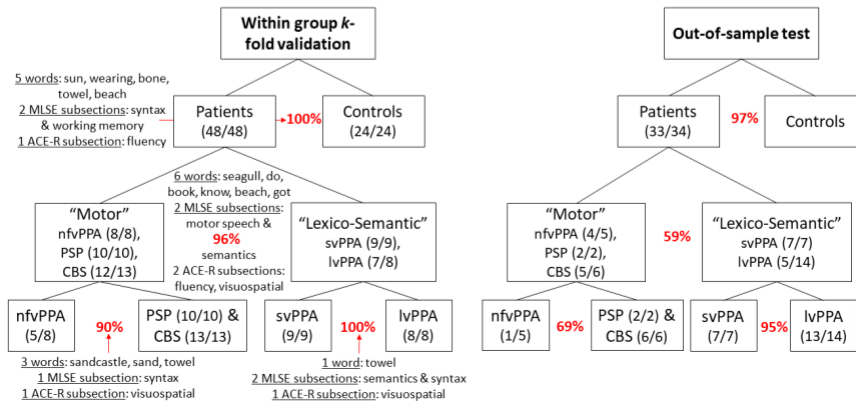 Within group k-
fold validation
5 words: sun, wearing, bone,
towel, beach
2 MLSE subsections: syntax
& working memory
1 ACE-R subsection: fluency
Patients
(48/48)
100%
Controls
(24/24)
6 words: seagull, do,
book, know, beach, got
2 MLSE subsections:
motor speech &
96%
semantics
2 ACE-R subsections:
fluency, visuospatial
"Motor"
nfvPPA (8/8),
PSP (10/10),
CBS (12/13)
"Lexico-Semantic"
svPPA (9/9),
lvPPA (7/8)
nfvPPA
(5/8)
90%
PSP (10/10) &
CBS (13/13)
svPPA
(9/9)
100%
lvPPA
(8/8)
3 words: sandcastle, sand, towel
1 MLSE subsection: syntax
1 ACE-R subsection: visuospatial
1 word: towel
2 MLSE subsections: semantics & syntax
1 ACE-R subsection: visuospatial
Out-of-sample test
Patients
(33/34)
97%
Controls
"Motor"
nfvPPA (4/5),
PSP (2/2),
CBS (5/6)
59%
"Lexico-Semantic"
svPPA (7/7)
lvPPA (5/14)
nfvPPA
(1/5)
69%
PSP (2/2) &
CBS (6/6)
svPPA
(7/7)
95%
lvPPA
(13/14)